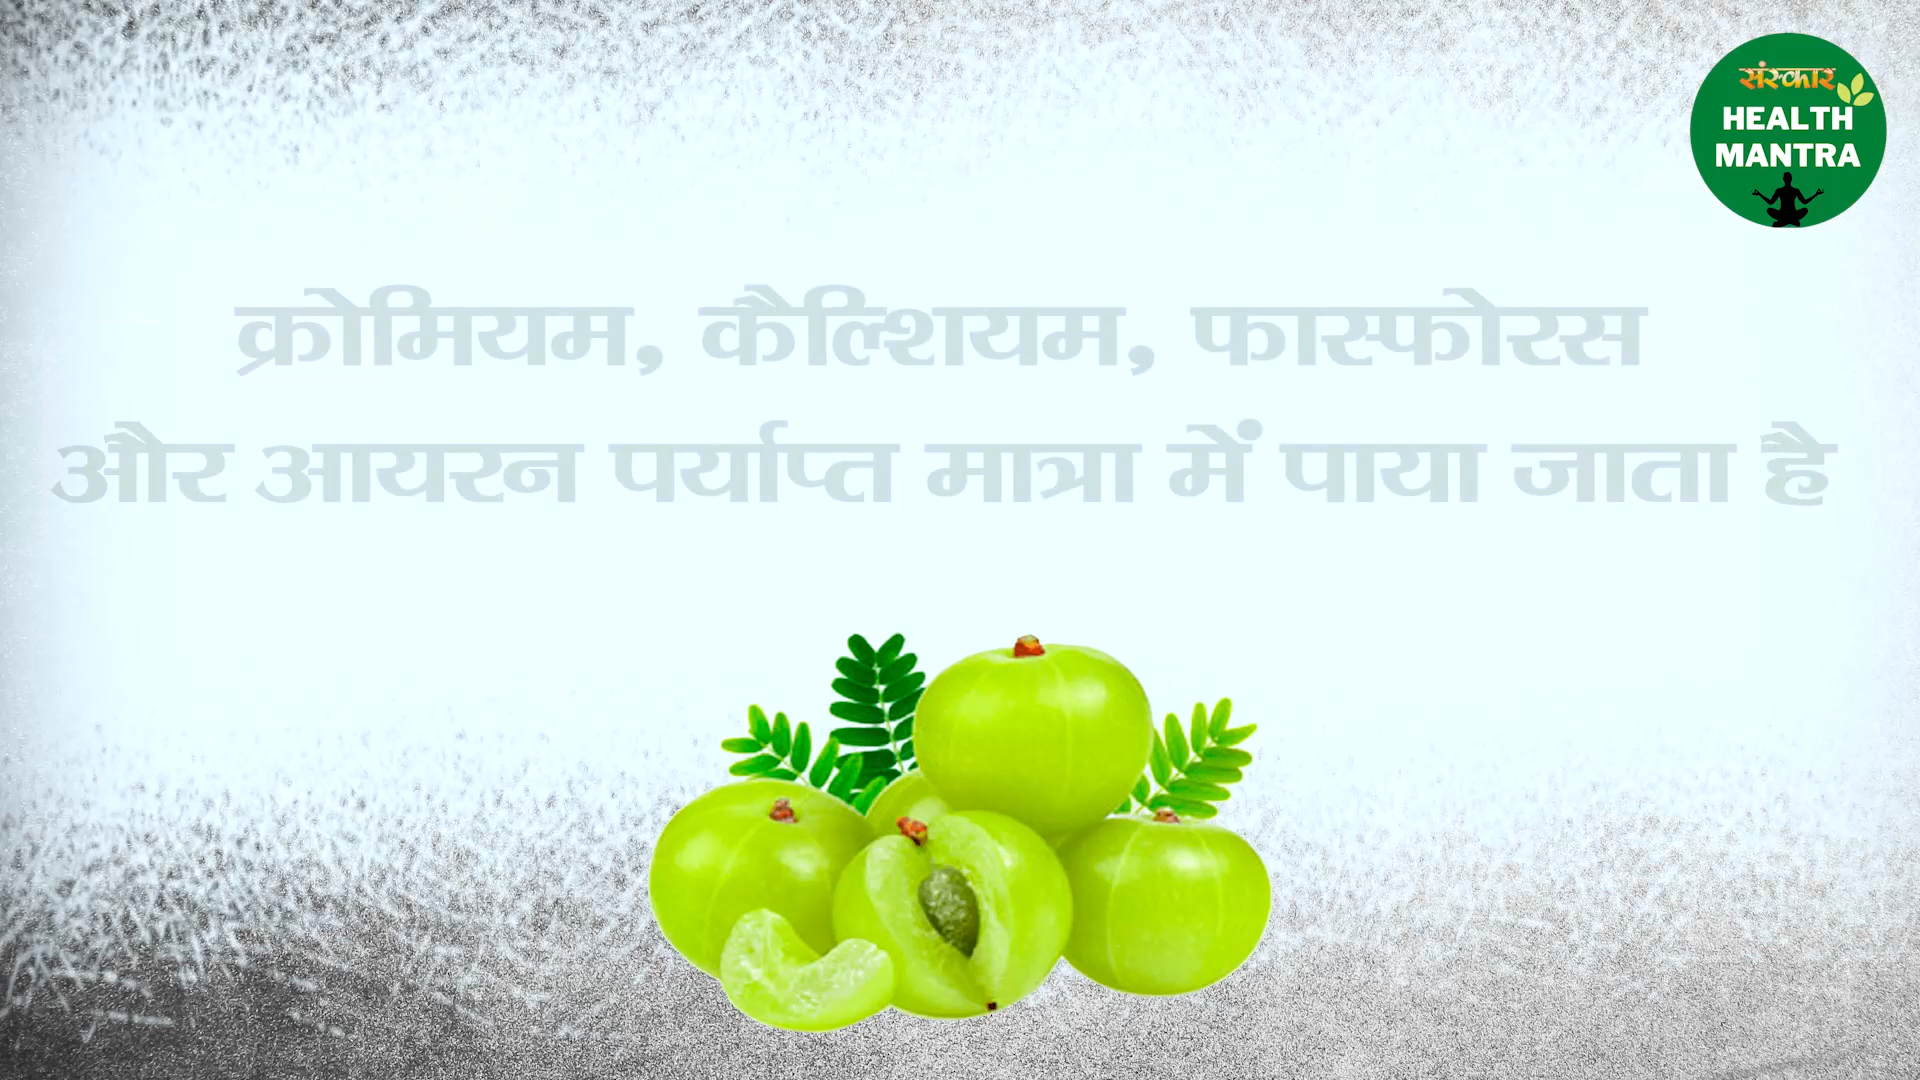 संस्कार
HEALTH
MANTRA
क्रोमियम, कैल्शियम, फास्फोरस
और आयरन पर्याप्त मात्रा में पाया जाता है